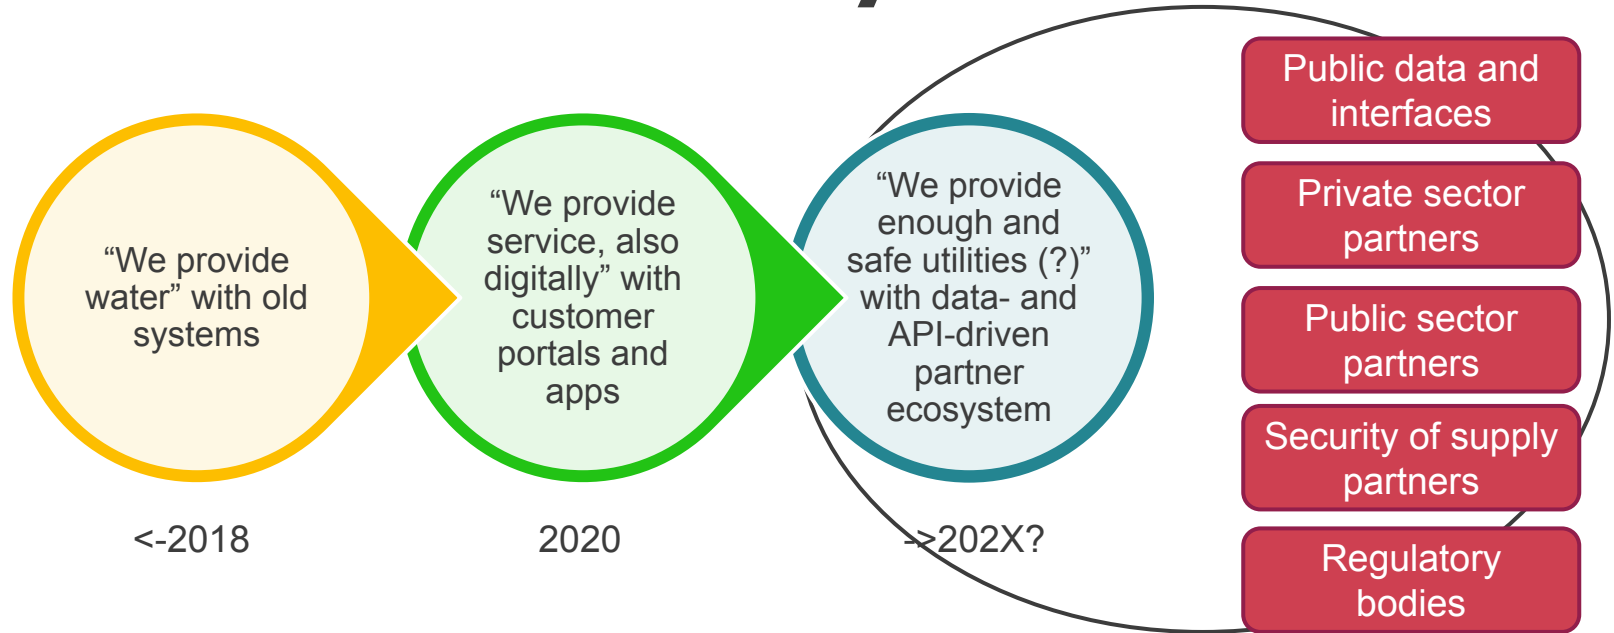 “We provide
water” with old
systems
“We provide
service, also
digitally” with
customer
portals and
apps
“We provide
enough and
safe utilities (?)”
with data- and
API-driven
partner
ecosystem
<-2018
2020
->202X?
Public data and
interfaces
Private sector
partners
Public sector
partners
Security of supply
partners
Regulatory
bodies